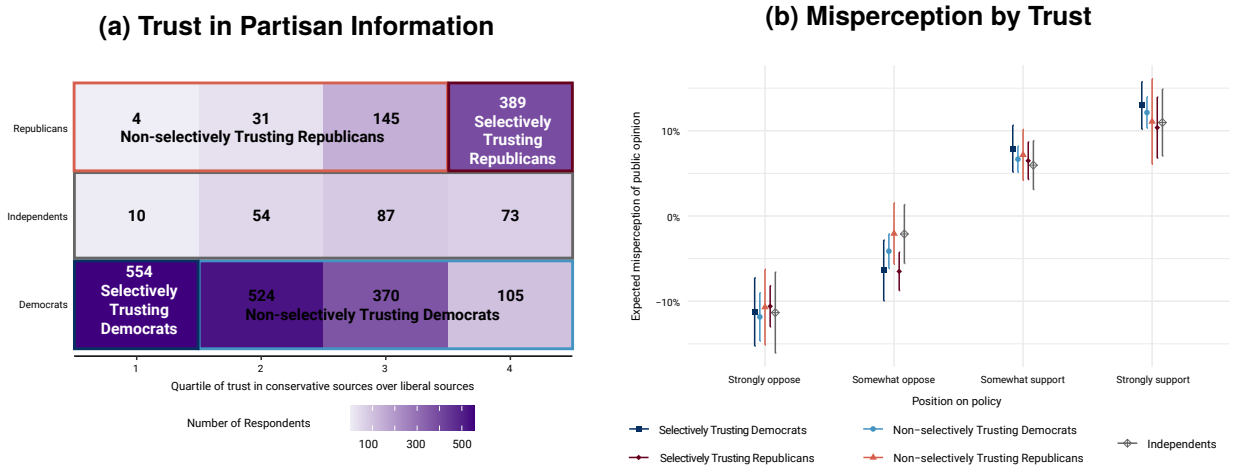 (a) Trust in Partisan Information
Republicans
4
31
145
389
Selectively
Trusting
Republicans
Non-selectively Trusting Republicans
Independents
10
54
87
73
Democrats
554
Selectively
Trusting
Democrats
524
370
105
Non-selectively Trusting Democrats
1
2
3
4
Quartile of trust in conservative sources over liberal sources
Number of Respondents
100
300
500
(b) Misperception by Trust
Expected misperception of public opinion
10%
0%
−10%
Strongly oppose
Somewhat oppose
Somewhat support
Strongly support
Position on policy
Selectively Trusting Democrats
Non−selectively Trusting Democrats
Independents
Selectively Trusting Republicans
Non−selectively Trusting Republicans